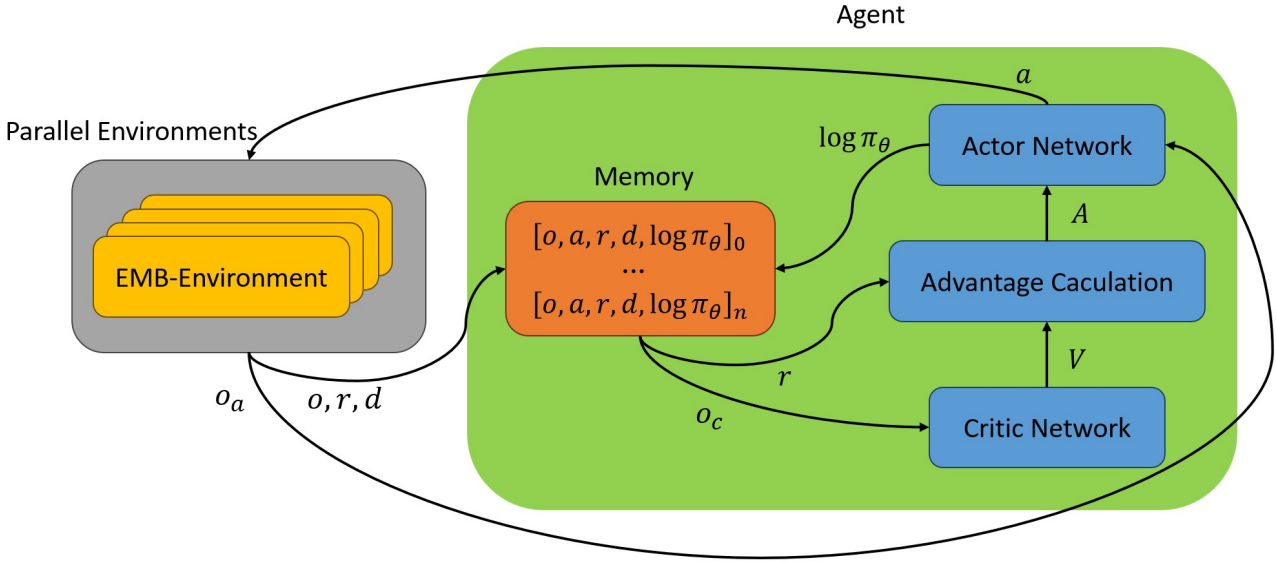 Agent
a
Parallel Environments
log π_θ
Actor Network
Memory
A
[o, a, r, d, log π_θ]_0
...
[o, a, r, d, log π_θ]_n
EMB-Environment
Advantage Caculation
r
V
o_a
o, r, d
o_c
Critic Network